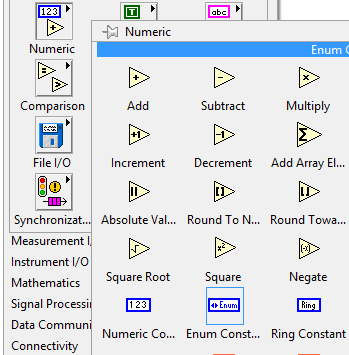 123
T
abc
Numeric
Numeric
Enum C
Add
Subtract
Multiply
Comparison
Increment
Decrement
Add Array El...
File I/O
Absolute Val...
Round To N...
Round Towa...
Synchronizat...
Measurement I/
Square Root
Square
Negate
Instrument I/O
Mathematics
Signal Processi
123
Enum
Ring
Data Communi
Numeric Co...
Enum Const...
Ring Constant
Connectivity